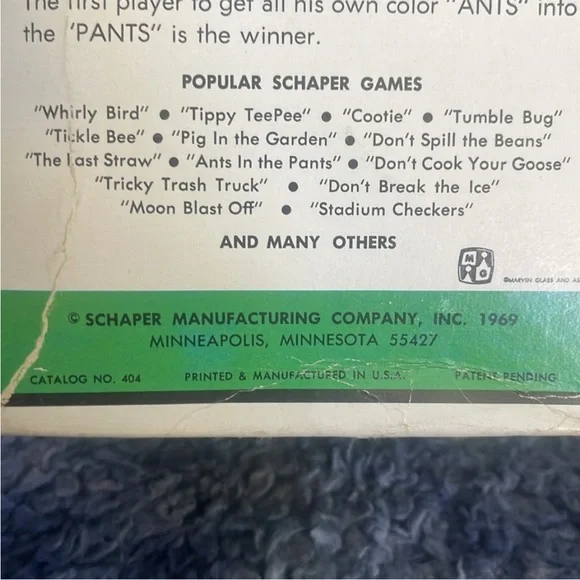 The first player to get all his own color "ANTS" into
the 'PANTS" is the winner.
POPULAR SCHAPER GAMES
"Whirly Bird" ● "Tippy TeePee" ● "Cootie" ● "Tumble Bug"
"Tickle Bee" ● "Pig In the Garden" ● "Don't Spill the Beans"
"The Last Straw" ● "Ants In the Pants" ● "Don't Cook Your Goose"
"Tricky Trash Truck" ● "Don't Break the Ice"
"Moon Blast Off" ● "Stadium Checkers"
AND MANY OTHERS
©MARVIN GLASS AND
© SCHAPER MANUFACTURING COMPANY, INC. 1969
MINNEAPOLIS, MINNESOTA 55427
CATALOG NO. 404 PRINTED & MANUFACTURED IN U.S.A. PATENT PENDING